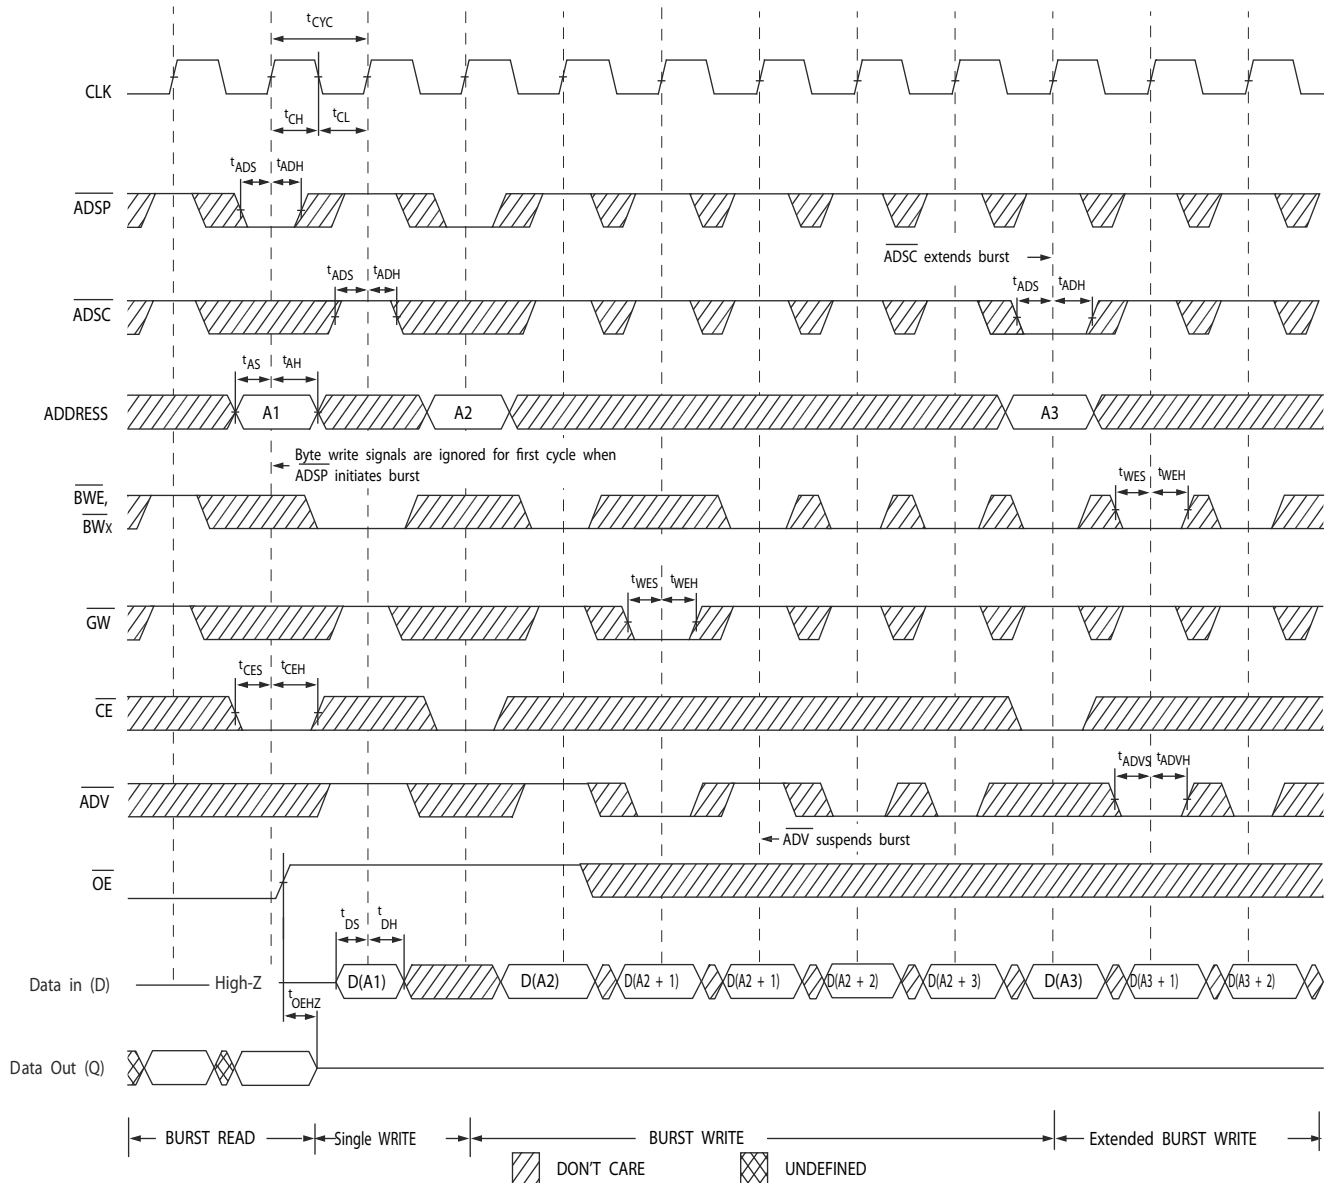 tCYC
CLK
tCH
tCL
tADS
tADH
ADSP
ADSC extends burst
tADS
tADH
tADS
tADH
ADSC
tAS
tAH
ADDRESS
A1
A2
A3
Byte write signals are ignored for first cycle when
ADSP initiates burst
BWE,
BWx
tWES
tWEH
tWES
tWEH
GW
tCES
tCEH
CE
tADVS
tADVH
ADV
ADV suspends burst
OE
tDS
tDH
Data in (D)
High-Z
D(A1)
D(A2)
D(A2 + 1)
D(A2 + 1)
D(A2 + 2)
D(A2 + 3)
D(A3)
D(A3 + 1)
D(A3 + 2)
tOEHZ
Data Out (Q)
BURST READ
Single WRITE
BURST WRITE
Extended BURST WRITE
DON'T CARE
UNDEFINED